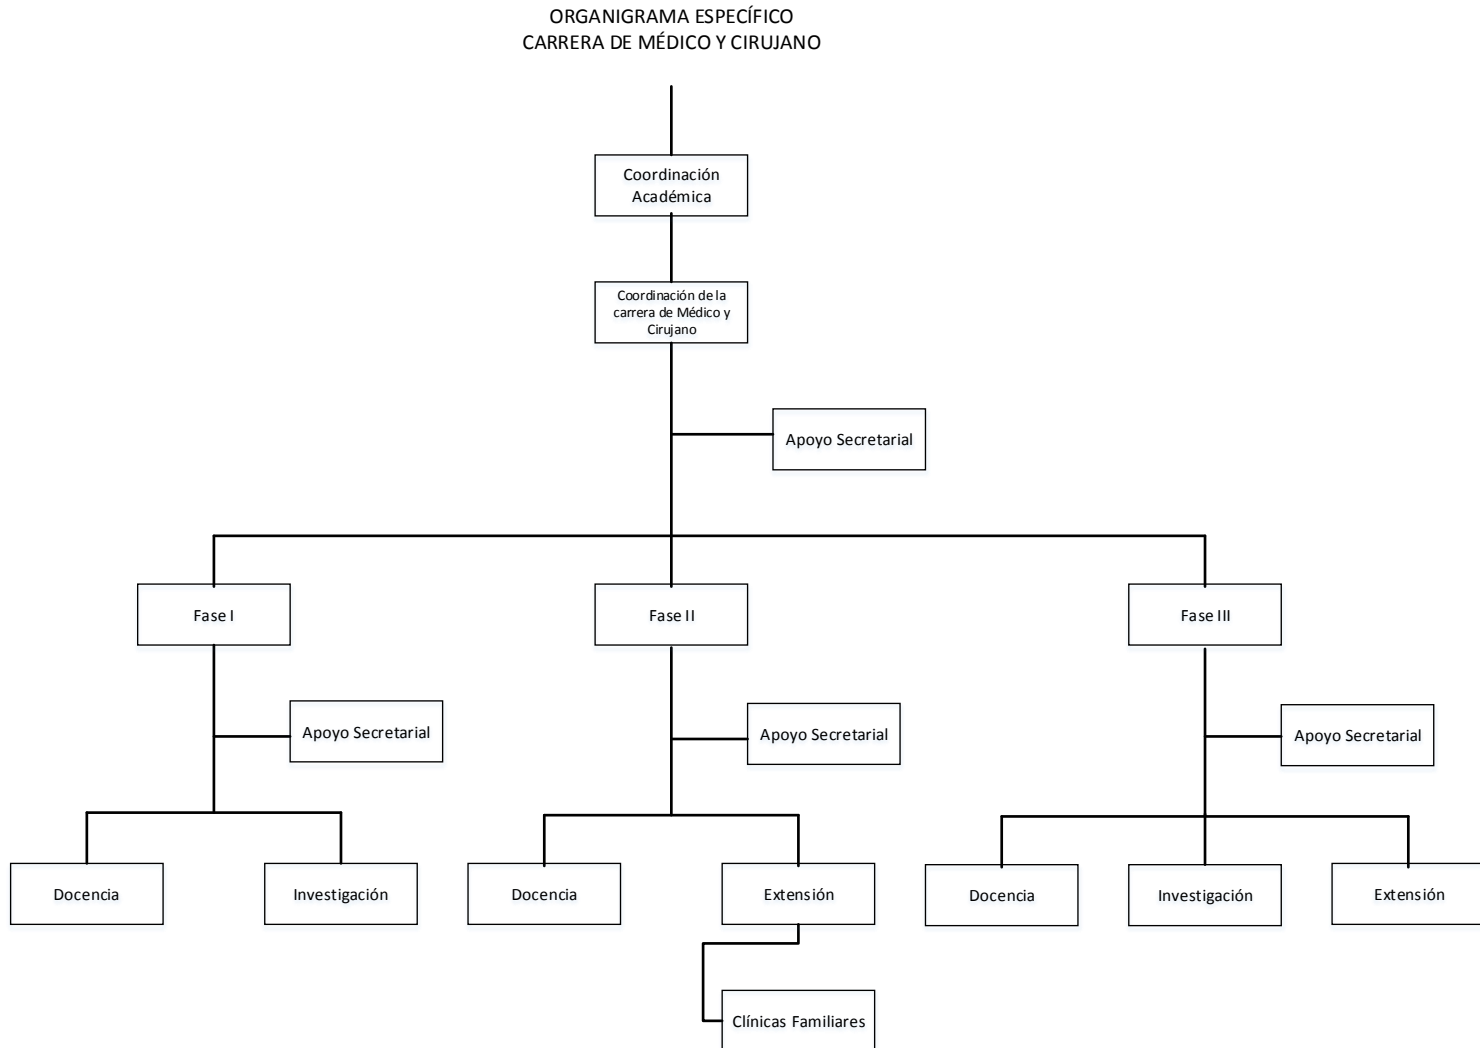 ORGANIGRAMA ESPECÍFICO
CARRERA DE MÉDICO Y CIRUJANO
Coordinación
Académica
Coordinación de la
carrera de Médico y
Cirujano
Apoyo Secretarial
Fase I
Fase II
Fase III
Apoyo Secretarial
Apoyo Secretarial
Apoyo Secretarial
Docencia
Investigación
Docencia
Extensión
Docencia
Investigación
Extensión
Clínicas Familiares